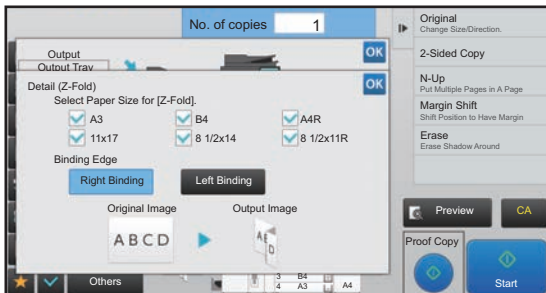 No. of copies 1
Output
Output Tray
OK
Detail (Z-Fold)
OK
Select Paper Size for [Z-Fold].
A3
B4
A4R
11x17
8 1/2x14
8 1/2x11R
Binding Edge
Right Binding
Left Binding
Original Image
Output Image
A B C D
A B
D
Others
3 B4
4 A3
A4
Original
Change Size/Direction.
2-Sided Copy
N-Up
Put Multiple Pages in A Page
Margin Shift
Shift Position to Have Margin
Erase
Erase Shadow Around
Preview
CA
Proof Copy
Start